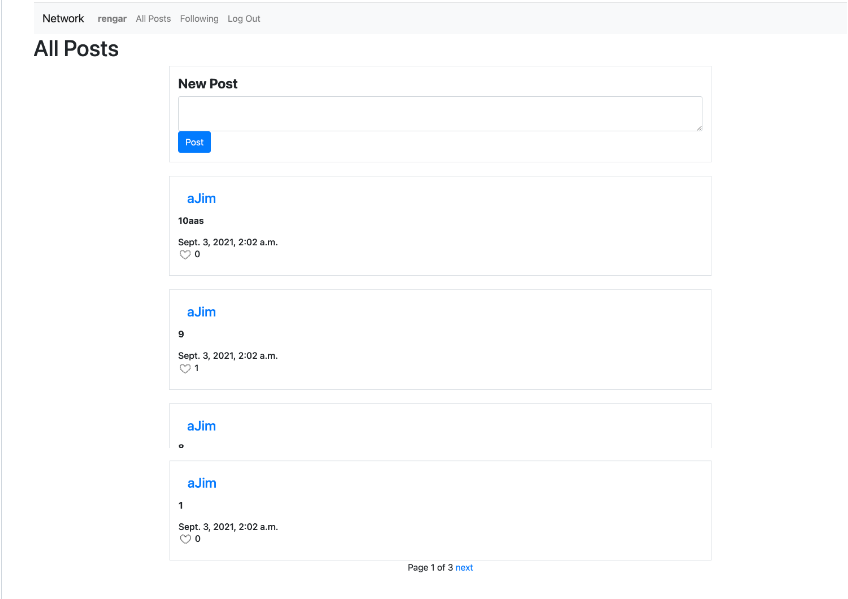 Network rengar All Posts Following Log Out
All Posts
New Post
Post
aJim
10aas
Sept. 3, 2021, 2:02 a.m.
0
aJim
9
Sept. 3, 2021, 2:02 a.m.
1
aJim
aJim
1
Sept. 3, 2021, 2:02 a.m.
0
Page 1 of 3 next